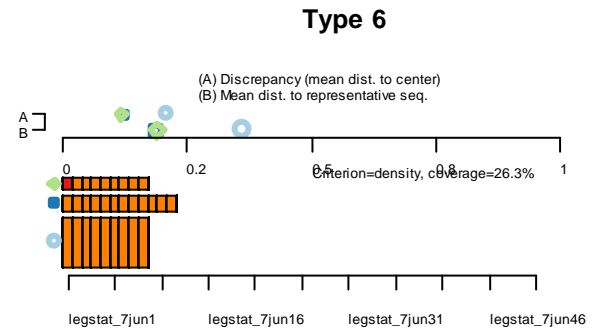 Type 6
(A) Discrepancy (mean dist. to center)
(B) Mean dist. to representative seq.
A
B
0 0.2 0.5 0.8 1
Criterion=density, coverage=26.3%
legstat_7jun1 legstat_7jun16 legstat_7jun31 legstat_7jun46